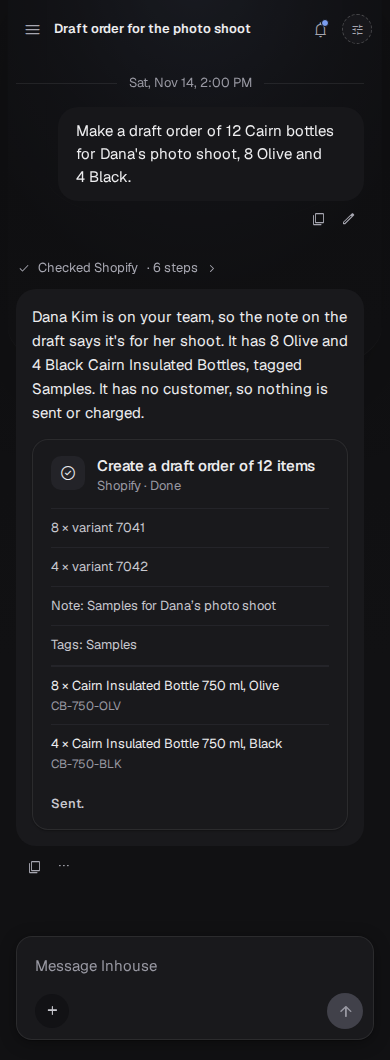 Draft order for the photo shoot
Sat, Nov 14, 2:00 PM
Make a draft order of 12 Cairn bottles
for Dana's photo shoot, 8 Olive and
4 Black.
Checked Shopify · 6 steps
Dana Kim is on your team, so the note on the
draft says it's for her shoot. It has 8 Olive and
4 Black Cairn Insulated Bottles, tagged
Samples. It has no customer, so nothing is
sent or charged.
Create a draft order of 12 items
Shopify · Done
8 × variant 7041
4 × variant 7042
Note: Samples for Dana's photo shoot
Tags: Samples
8 × Cairn Insulated Bottle 750 ml, Olive
CB-750-OLV
4 × Cairn Insulated Bottle 750 ml, Black
CB-750-BLK
Sent.
Message Inhouse